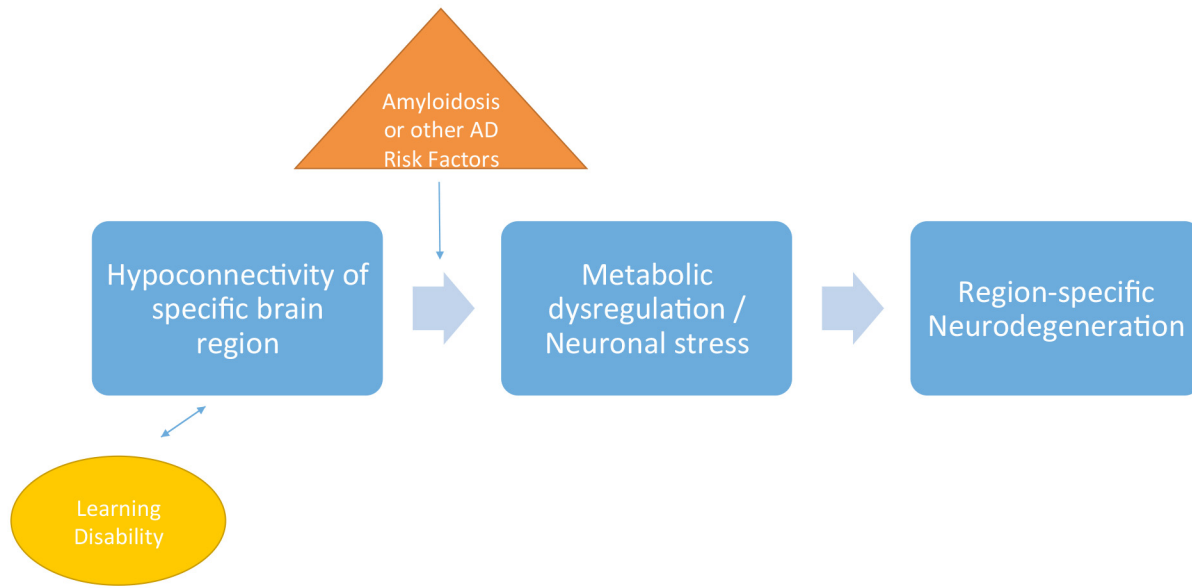 Amyloidosis
or other AD
Risk Factors
Hypoconnectivity of
specific brain
region
Metabolic
dysregulation /
Neuronal stress
Region-specific
Neurodegeneration
Learning
Disability